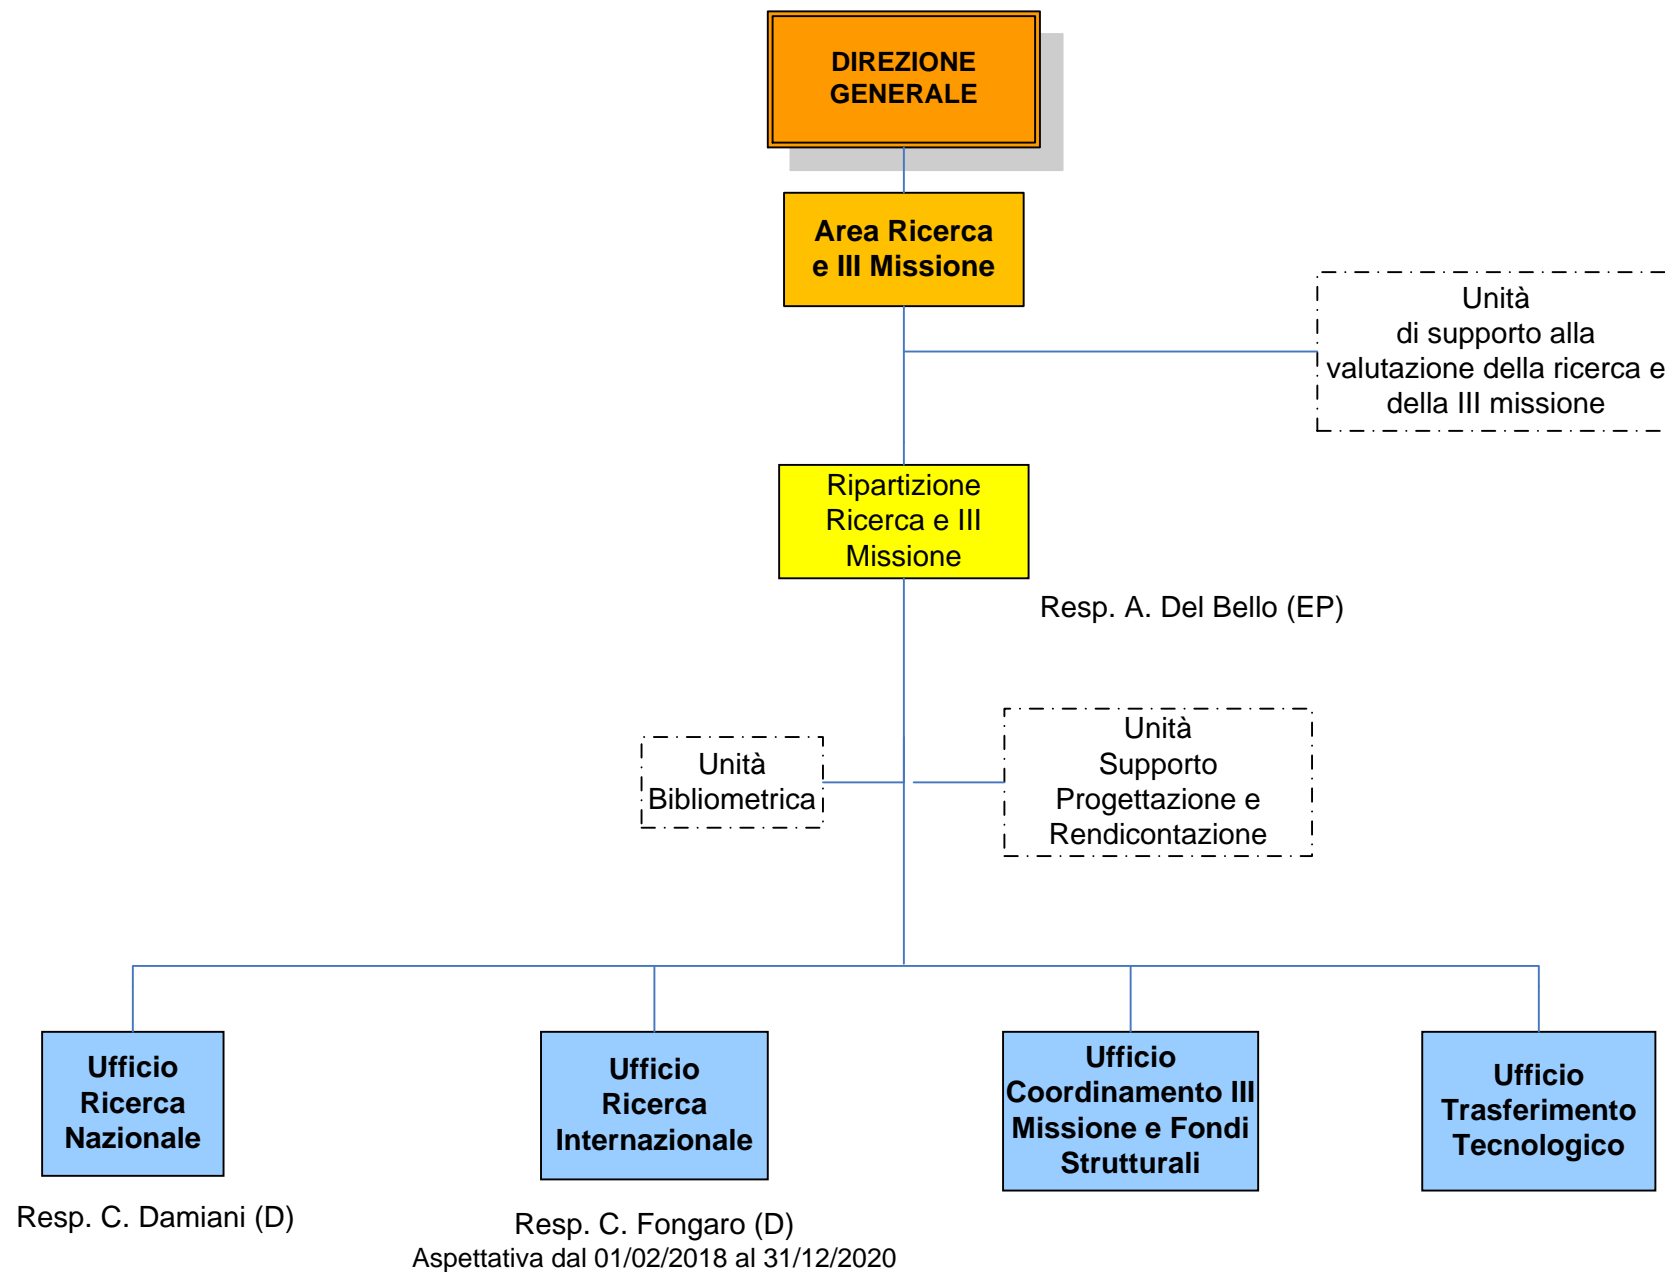 DIREZIONE
GENERALE
Area Ricerca
e III Missione
Unità
di supporto alla
valutazione della ricerca e
della III missione
Ripartizione
Ricerca e III
Missione
Resp. A. Del Bello (EP)
Unità
Bibliometrica
Unità
Supporto
Progettazione e
Rendicontazione
Ufficio
Ricerca
Nazionale
Resp. C. Damiani (D)
Ufficio
Ricerca
Internazionale
Resp. C. Fongaro (D)
Aspettativa dal 01/02/2018 al 31/12/2020
Ufficio
Coordinamento III
Missione e Fondi
Strutturali
Ufficio
Trasferimento
Tecnologico